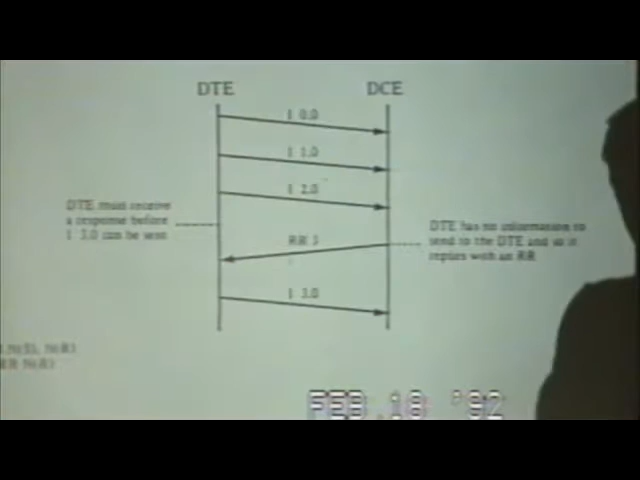 DTE DCE
I 0.0
I 1.0
I 2.0
DTE must receive
a response before
I 3.0 can be sent
RR 3
DTE has no information to
send to the DTE and so it
replies with an RR
I 3.0
N(S), N(R)
RR N(R)
FEB.18 '92